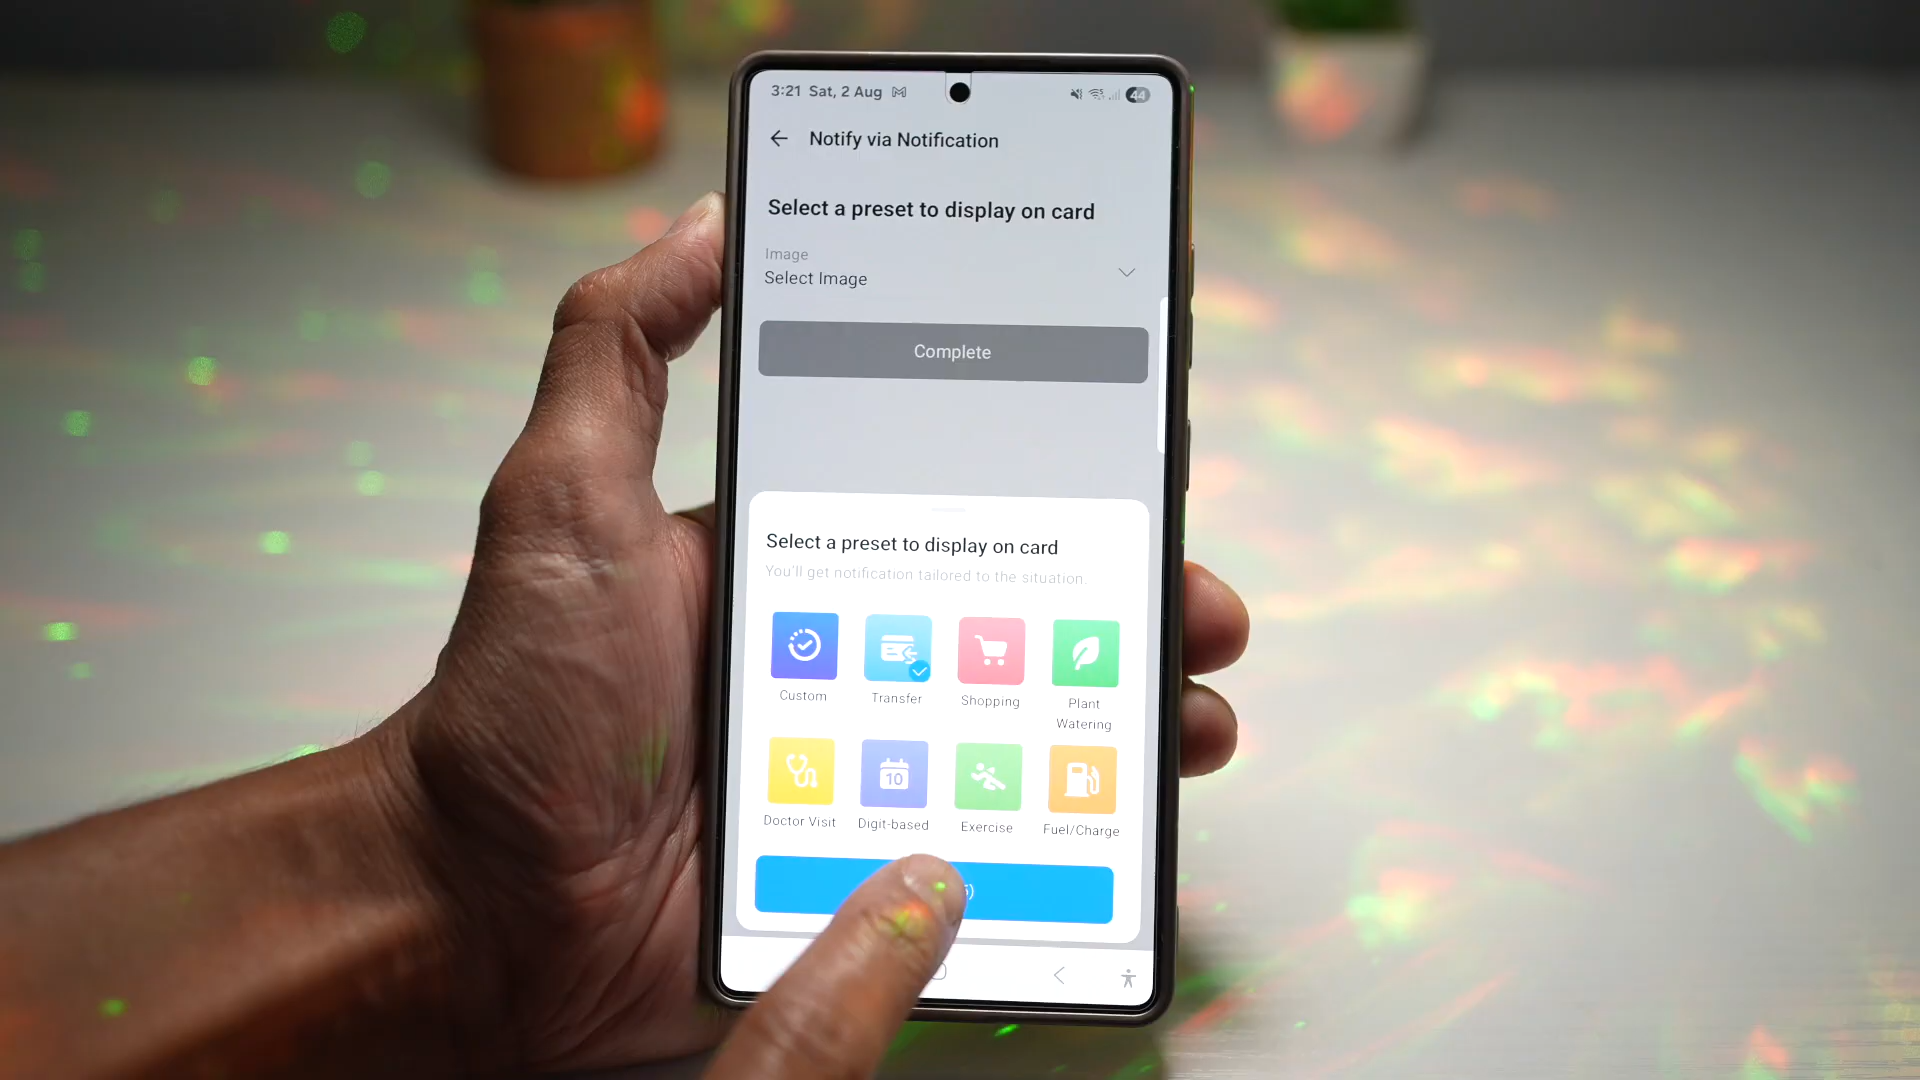 3:21 Sat, 2 Aug
44
Notify via Notification
Select a preset to display on card
Image
Select Image
Complete
Select a preset to display on card
You'll get notification tailored to the situation.
Custom
Transfer
Shopping
Plant
Watering
10
Doctor Visit
Digit-based
Exercise
Fuel/Charge